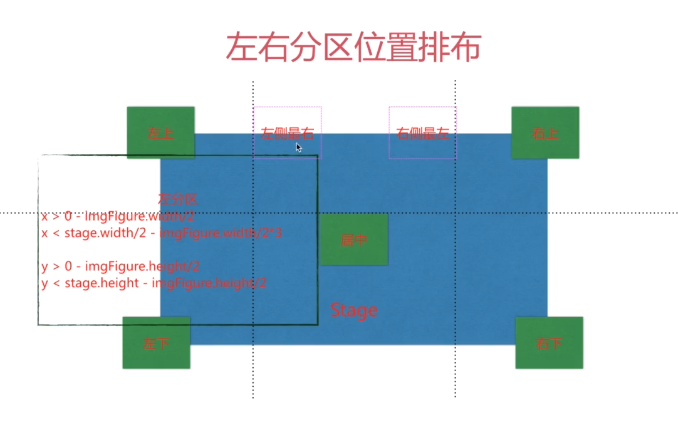 左右分区位置排布
左上
左侧最右
右侧最左
右上
左分区
x > 0 - imgFigure.width/2
x < stage.width/2 - imgFigure.width/2*3
居中
y > 0 - imgFigure.height/2
y < stage.height - imgFigure.height/2
Stage
左下
右下